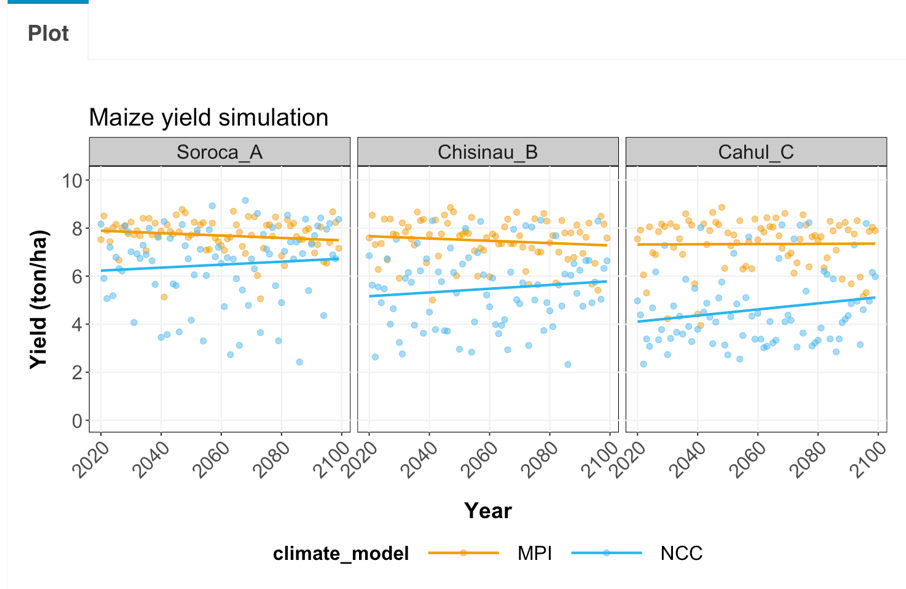 Plot
Maize yield simulation
Soroca_A Chisinau_B Cahul_C
Yield (ton/ha)
10
8
6
4
2
0
2020 2040 2060 2080 2100 2020 2040 2060 2080 2100 2020 2040 2060 2080 2100
Year
climate_model MPI NCC